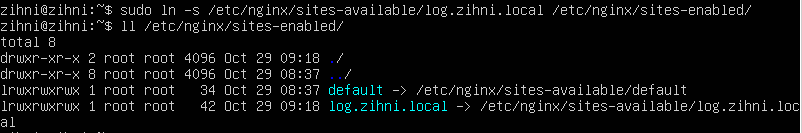 zihni@zihni:~$ sudo ln -s /etc/nginx/sites-available/log.zihni.local /etc/nginx/sites-enabled/
zihni@zihni:~$ ll /etc/nginx/sites-enabled/
total 8
drwxr-xr-x 2 root root 4096 Oct 29 09:18 ./
drwxr-xr-x 8 root root 4096 Oct 29 08:37 ../
lrwxrwxrwx 1 root root   34 Oct 29 08:37 default -> /etc/nginx/sites-available/default
lrwxrwxrwx 1 root root   42 Oct 29 09:18 log.zihni.local -> /etc/nginx/sites-available/log.zihni.loc
al